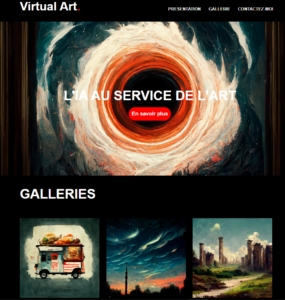 Virtual Art.
PRESENTATION GALLERIE CONTACTEZ-MOI
L'IA AU SERVICE DE L'ART
En savoir plus
GALLERIES